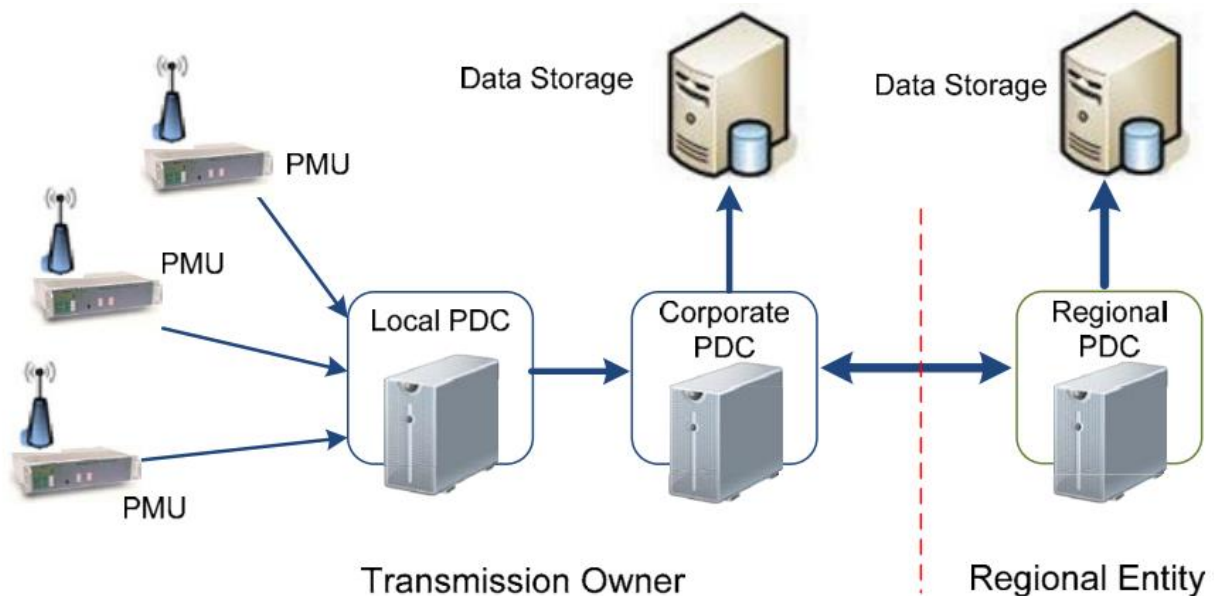 Data Storage
Data Storage
PMU
PMU
PMU
Local PDC
Corporate
PDC
Regional
PDC
Transmission Owner
Regional Entity